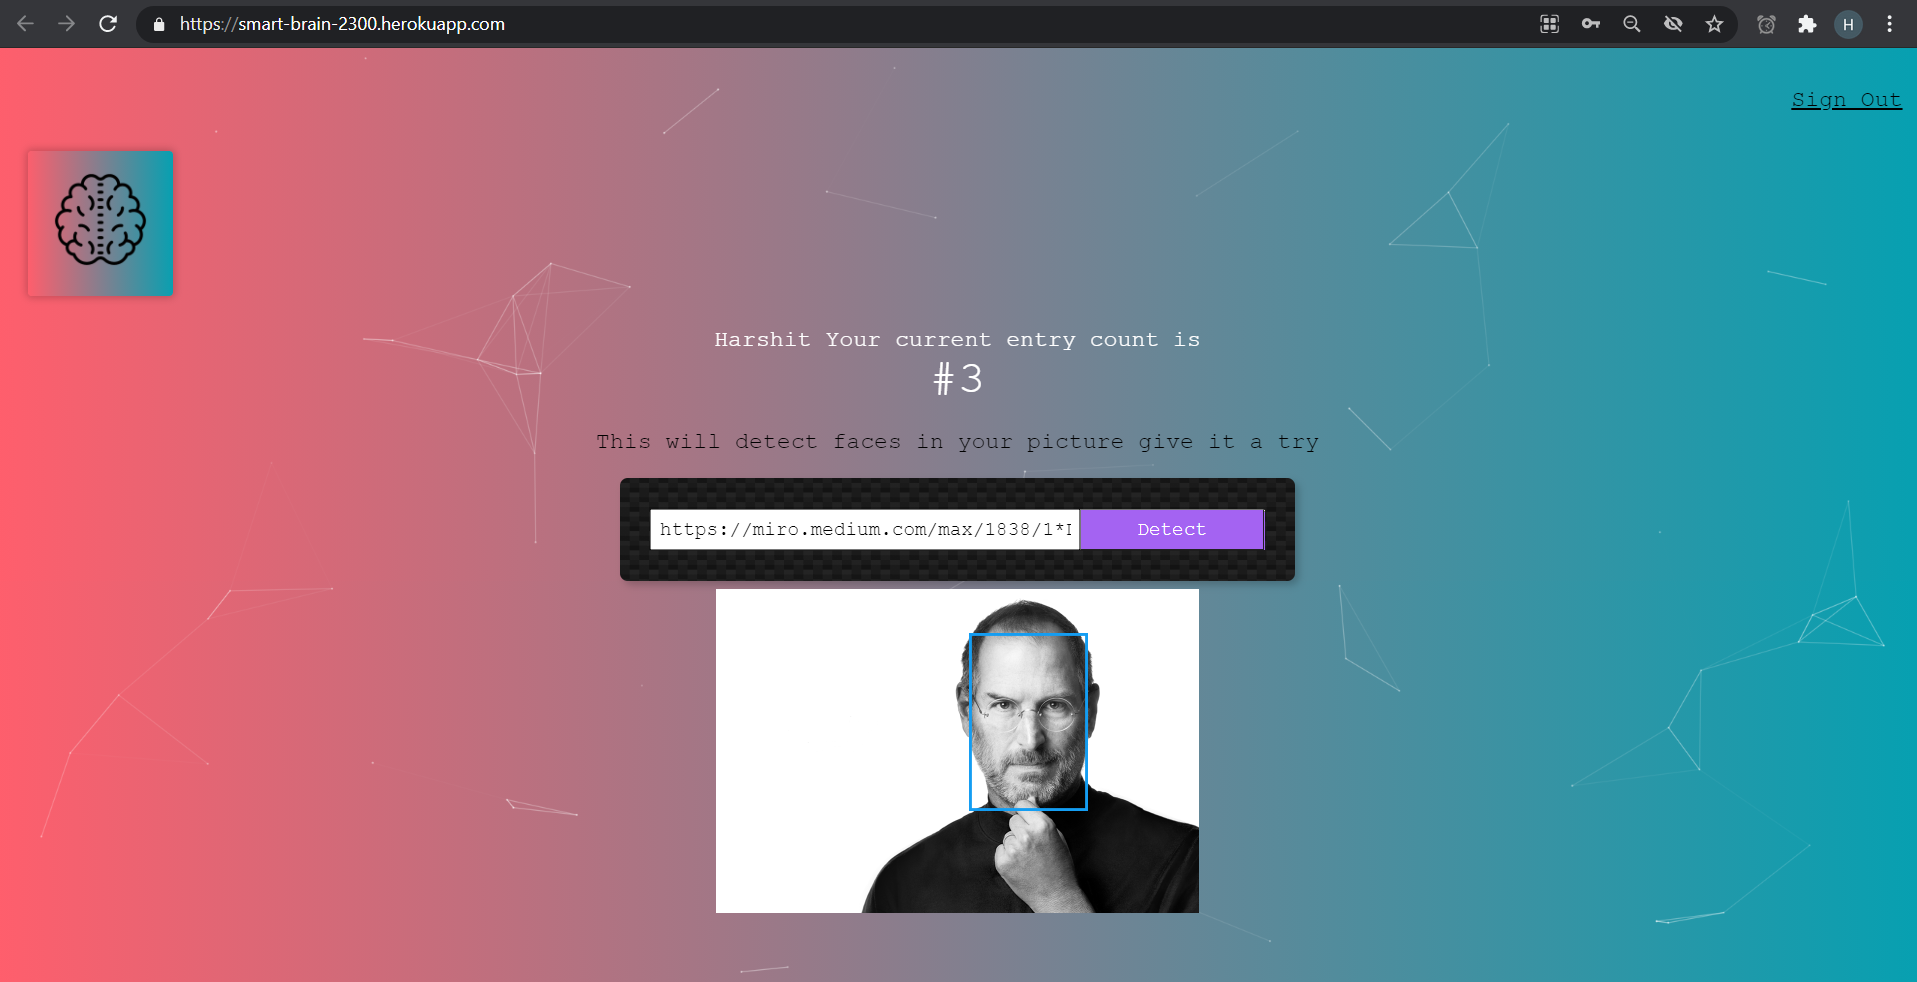 https://smart-brain-2300.herokuapp.com
H
Sign Out
Harshit Your current entry count is
#3
This will detect faces in your picture give it a try
https://miro.medium.com/max/1838/1*I
Detect